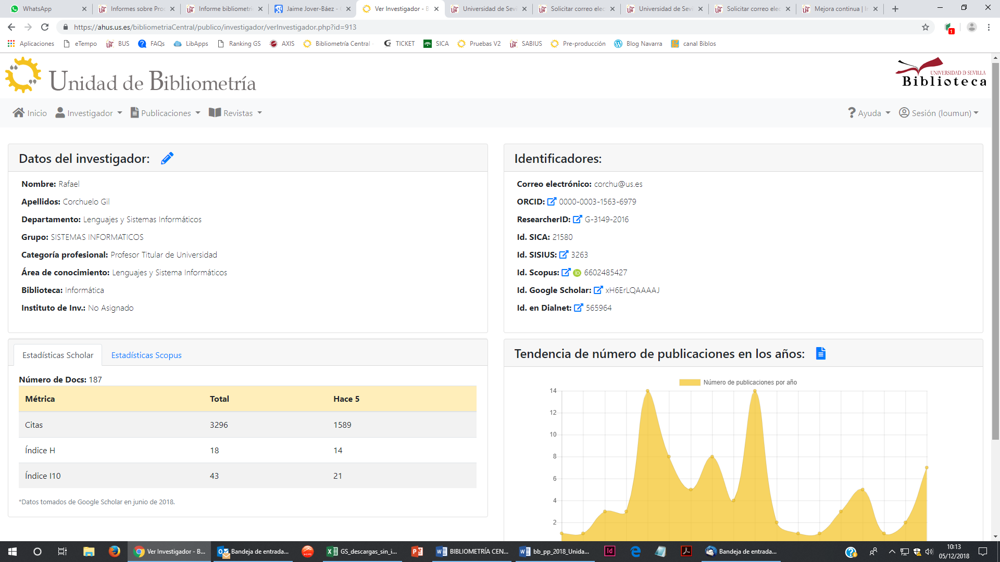 WhatsApp
Informes sobre Pro
Informe bibliometri
Jaime Jover-Báez -
Ver Investigador - B
Universidad de Sevi
Solicitar correo elec
Universidad de Sevi
Solicitar correo elec
Mejora continua | I
https://ahus.us.es/bibliometriaCentral/publico/investigador/verInvestigador.php?id=913
1
Aplicaciones
eTempo
BUS
FAQs
LibApps
Ranking GS
AXIS
Bibliometría Central -
TICKET
SICA
Pruebas V2
SABIUS
Pre-producción
Blog Navarra
canal Biblos
Unidad de Bibliometría
UNIVERSIDAD D SEVILLA
Biblioteca
Inicio
Investigador
Publicaciones
Revistas
Ayuda
Sesión (loumun)
Datos del investigador:
Nombre: Rafael
Apellidos: Corchuelo Gil
Departamento: Lenguajes y Sistemas Informáticos
Grupo: SISTEMAS INFORMATICOS
Categoría profesional: Profesor Titular de Universidad
Área de conocimiento: Lenguajes y Sistema Informáticos
Biblioteca: Informática
Instituto de Inv.: No Asignado
Identificadores:
Correo electrónico: corchu@us.es
ORCID: 0000-0003-1563-6979
ResearcherID: G-3149-2016
Id. SICA: 21580
Id. SISIUS: 3263
Id. Scopus: iD 6602485427
Id. Google Scholar: xH6ErLQAAAAJ
Id. en Dialnet: 565964
Estadísticas Scholar
Estadísticas Scopus
Número de Docs: 187
Métrica Total Hace 5
Citas 3296 1589
Índice H 18 14
Índice I10 43 21
*Datos tomados de Google Scholar en junio de 2018.
Tendencia de número de publicaciones en los años:
Número de publicaciones por año
14
12
10
8
6
4
2
Ver Investigador - B...
Bandeja de entrada...
GS_descargas_sin_i...
BIBLIOMETRÍA CEN...
bb_pp_2018_Unida...
Id
Bandeja de entrada...
10:13
05/12/2018